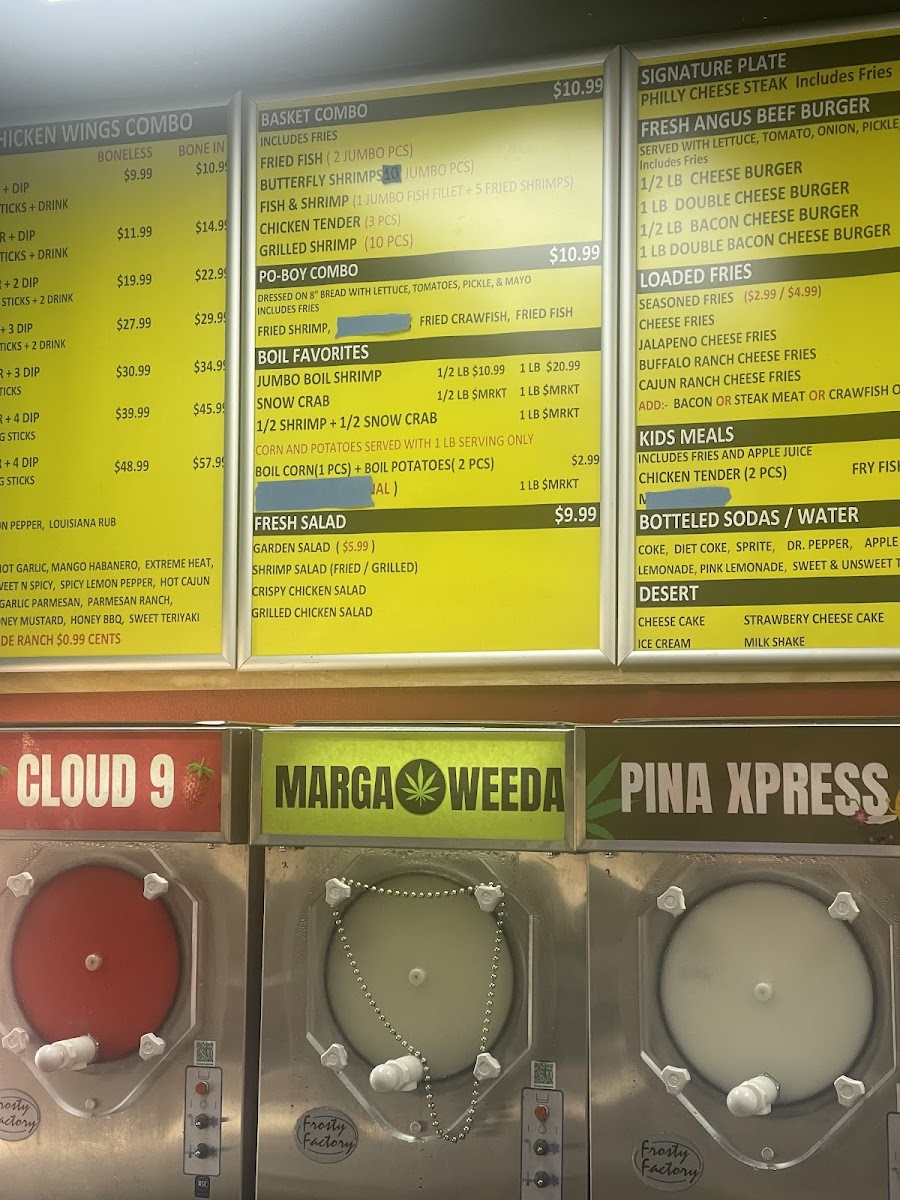 HICKEN WINGS COMBO
BONELESS BONE IN
$9.99 $10.99
+ DIP
TICKS + DRINK
$11.99 $14.99
R + DIP
TICKS + DRINK
$19.99 $22.99
+ 2 DIP
STICKS + 2 DRINK
$27.99 $29.99
+ 3 DIP
TICKS + 2 DRINK
$30.99 $34.99
R + 3 DIP
TICKS
$39.99 $45.99
R + 4 DIP
G STICKS
$48.99 $57.99
R + 4 DIP
G STICKS
ON PEPPER, LOUISIANA RUB
HOT GARLIC, MANGO HABANERO, EXTREME HEAT,
WEET N SPICY, SPICY LEMON PEPPER, HOT CAJUN
GARLIC PARMESAN, PARMESAN RANCH,
ONEY MUSTARD, HONEY BBQ, SWEET TERIYAKI
DE RANCH $0.99 CENTS
BASKET COMBO $10.99
INCLUDES FRIES
FRIED FISH ( 2 JUMBO PCS)
BUTTERFLY SHRIMPS 10 JUMBO PCS)
FISH & SHRIMP (1 JUMBO FISH FILLET + 5 FRIED SHRIMPS)
CHICKEN TENDER (3 PCS)
GRILLED SHRIMP (10 PCS)
PO-BOY COMBO $10.99
DRESSED ON 8" BREAD WITH LETTUCE, TOMATOES, PICKLE, & MAYO
INCLUDES FRIES
FRIED SHRIMP, FRIED CRAWFISH, FRIED FISH
BOIL FAVORITES
JUMBO BOIL SHRIMP 1/2 LB $10.99 1 LB $20.99
SNOW CRAB 1/2 LB $MRKT 1 LB $MRKT
1/2 SHRIMP + 1/2 SNOW CRAB 1 LB $MRKT
CORN AND POTATOES SERVED WITH 1 LB SERVING ONLY
BOIL CORN(1 PCS) + BOIL POTATOES( 2 PCS) $2.99
NAL ) 1 LB $MRKT
FRESH SALAD $9.99
GARDEN SALAD ( $5.99 )
SHRIMP SALAD (FRIED / GRILLED)
CRISPY CHICKEN SALAD
GRILLED CHICKEN SALAD
SIGNATURE PLATE
PHILLY CHEESE STEAK Includes Fries
FRESH ANGUS BEEF BURGER
SERVED WITH LETTUCE, TOMATO, ONION, PICKLE,
Includes Fries
1/2 LB CHEESE BURGER
1 LB DOUBLE CHEESE BURGER
1/2 LB BACON CHEESE BURGER
1 LB DOUBLE BACON CHEESE BURGER
LOADED FRIES
SEASONED FRIES ($2.99 / $4.99)
CHEESE FRIES
JALAPENO CHEESE FRIES
BUFFALO RANCH CHEESE FRIES
CAJUN RANCH CHEESE FRIES
ADD:- BACON OR STEAK MEAT OR CRAWFISH O
KIDS MEALS
INCLUDES FRIES AND APPLE JUICE
CHICKEN TENDER (2 PCS) FRY FISH
BOTTELED SODAS / WATER
COKE, DIET COKE, SPRITE, DR. PEPPER, APPLE
LEMONADE, PINK LEMONADE, SWEET & UNSWEET T
DESERT
CHEESE CAKE STRAWBERY CHEESE CAKE
ICE CREAM MILK SHAKE
CLOUD 9
MARGA WEEDA
PINA XPRESS
Frosty Factory
Frosty Factory
Frosty Factory